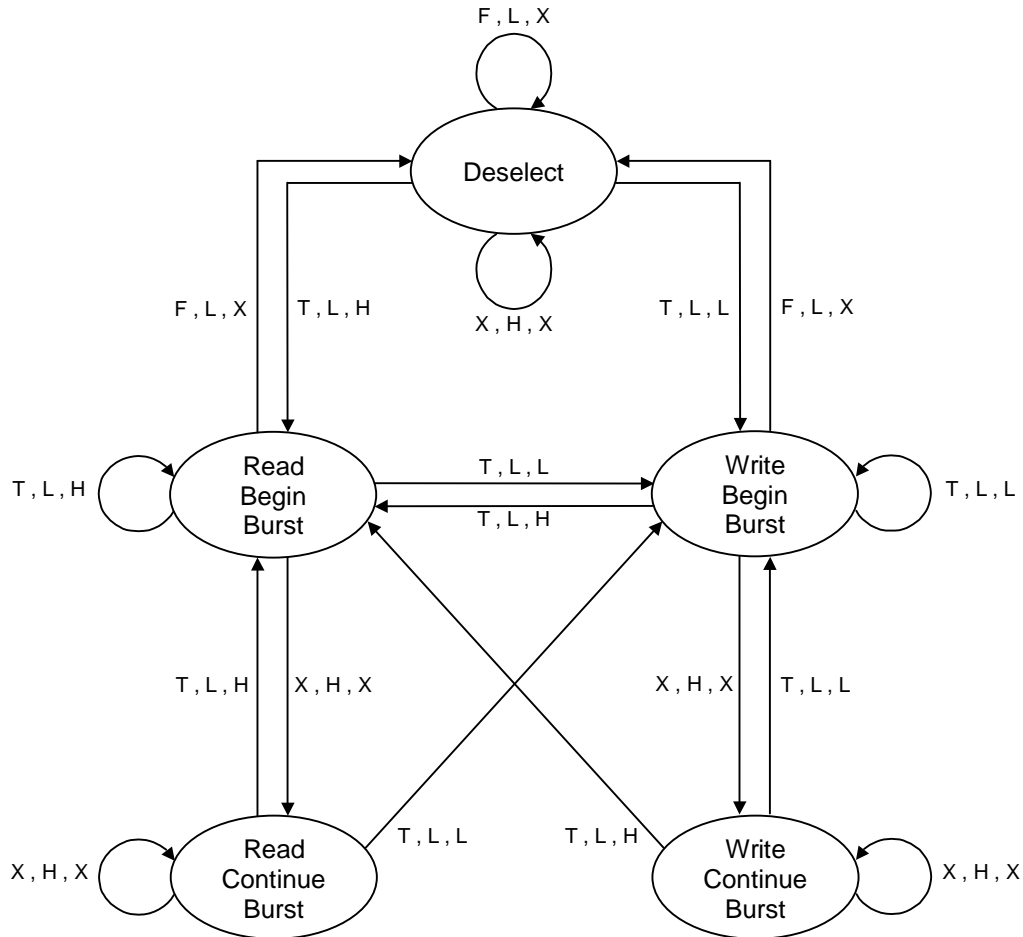 F , L , X
Deselect
X , H , X
F , L , X
T , L , H
T , L , L
F , L , X
T , L , H
Read
Begin
Burst
T , L , L
T , L , H
Write
Begin
Burst
T , L , L
T , L , H
X , H , X
X , H , X
T , L , L
X , H , X
Read
Continue
Burst
T , L , L
T , L , H
Write
Continue
Burst
X , H , X